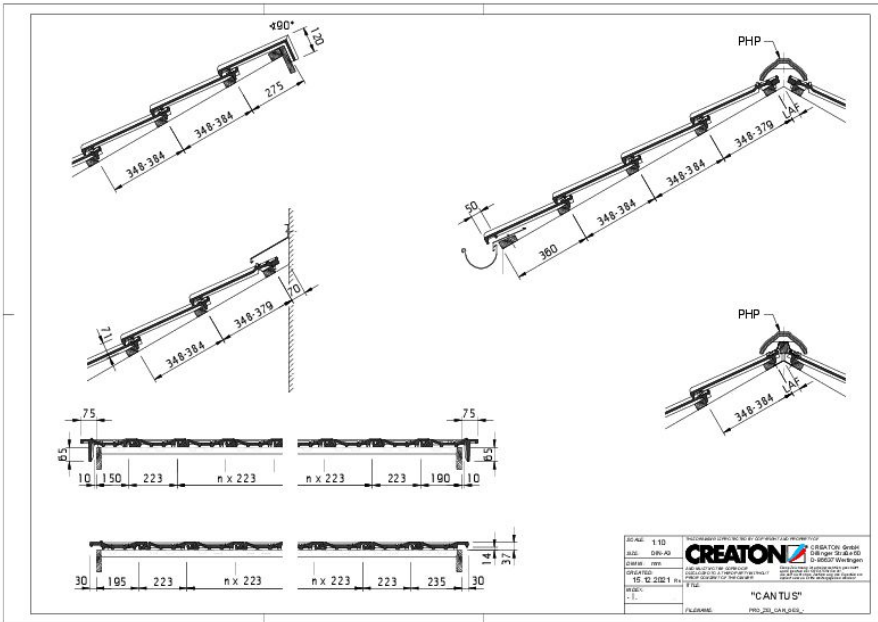 ∢90°
120
275
348-384
348-384
PHP
LAF
348-379
348-384
348-384
360
50
70
348-379
348-384
71
PHP
LAF
348-384
75
75
65
65
10 150 223 n x 223
n x 223 223 190 10
14
37
30 195 223 n x 223
n x 223 223 235 30
SCALE: 1:10
SIZE: DIN-A3
mm
CREATED:
15.12.2021
INDEX:
- 1.
CREATON
CREATON GmbH
Dillinger Straße 60
D-86637 Wertingen
TITLE:
"CANTUS"
FILENAME: